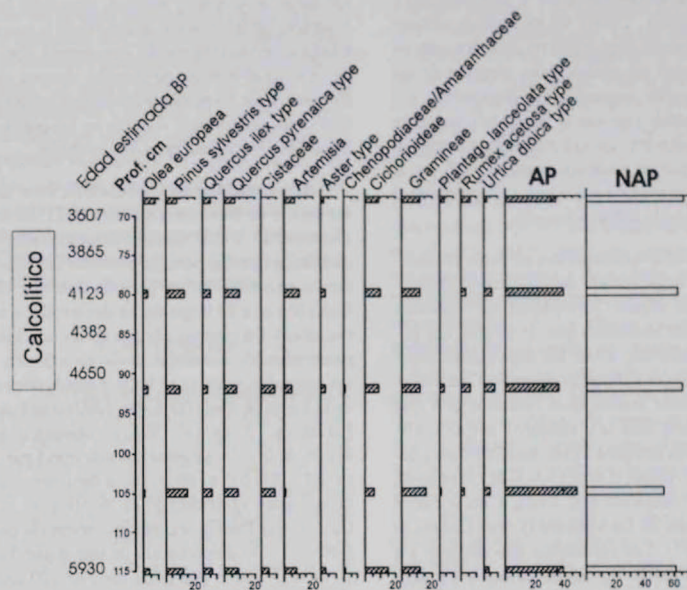 Edad estimada BP
Prof. cm
Olea europaea
Pinus sylvestris type
Quercus ilex type
Quercus pyrenaica type
Cistaceae
Artemisia
Aster type
Chenopodiaceae/Amaranthaceae
Cichorioideae
Gramineae
Plantago lanceolata type
Rumex acetosa type
Urtica dioica type
AP
NAP
Calcolítico
3607
3865
4123
4382
4650
5930
70
75
80
85
90
95
100
105
110
115
20
20
20
20
20
20
20 40
20 40 60